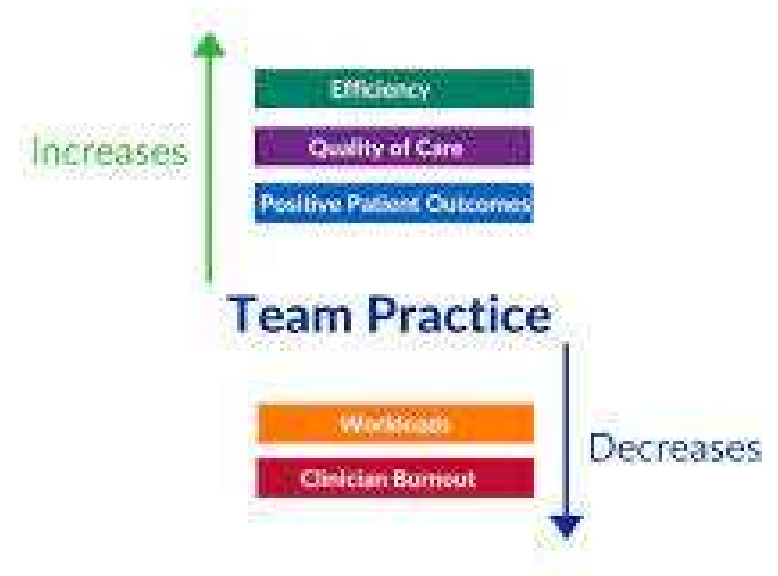 Efficiency
Increases
Quality of Care
Positive Patient Outcomes
Team Practice
Workloads
Decreases
Clinician Burnout